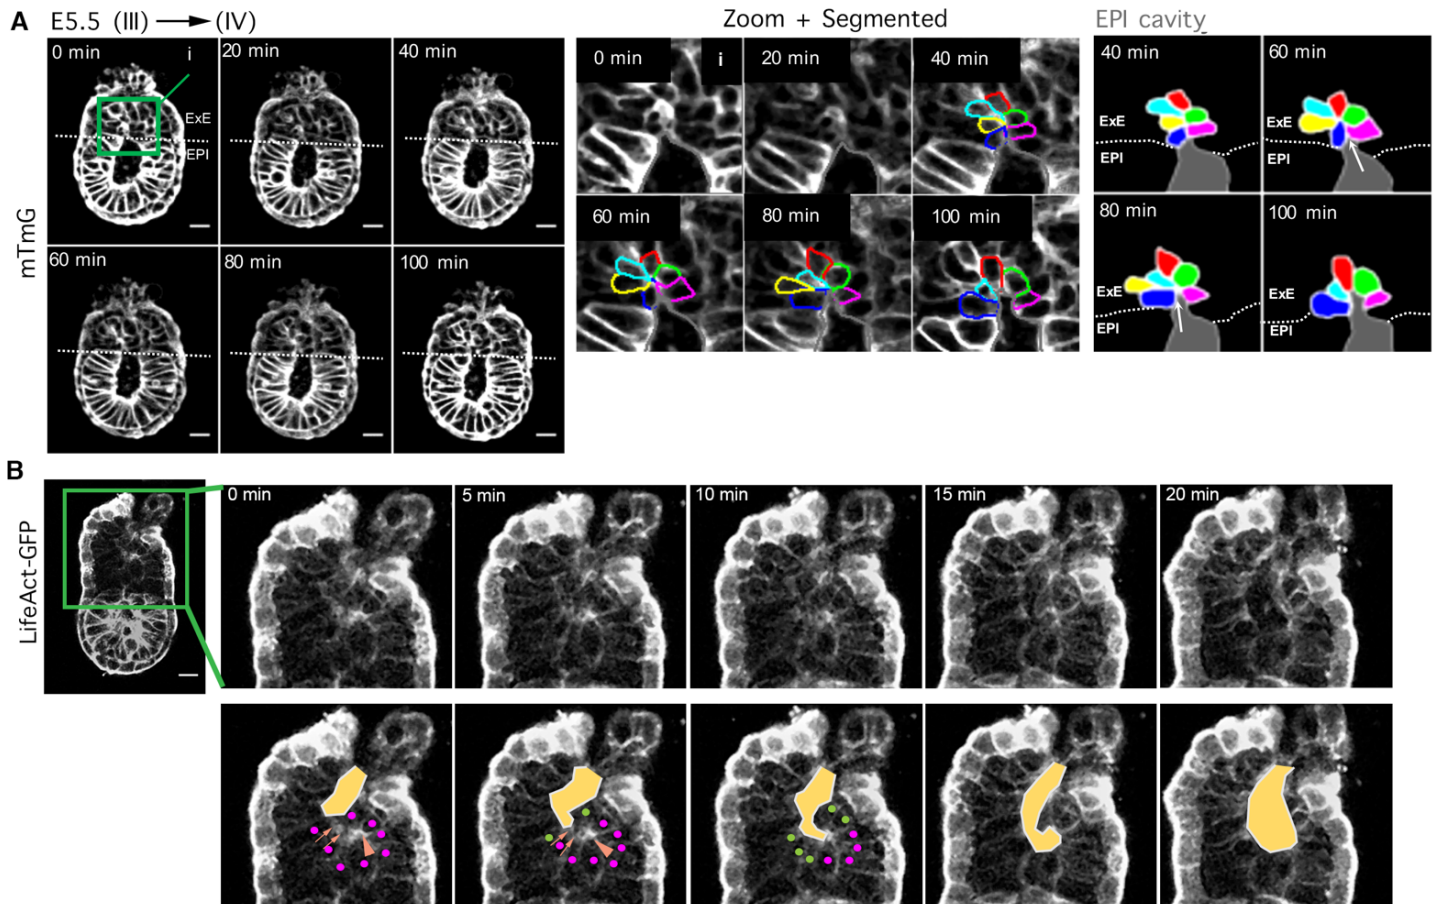 A
E5.5 (III) → (IV)
Zoom + Segmented
EPI cavity
mTmG
0 min
i
ExE
EPI
20 min
40 min
60 min
80 min
100 min
0 min
i
20 min
40 min
60 min
80 min
100 min
40 min
ExE
EPI
60 min
ExE
EPI
80 min
ExE
EPI
100 min
ExE
EPI
B
LifeAct-GFP
0 min
5 min
10 min
15 min
20 min